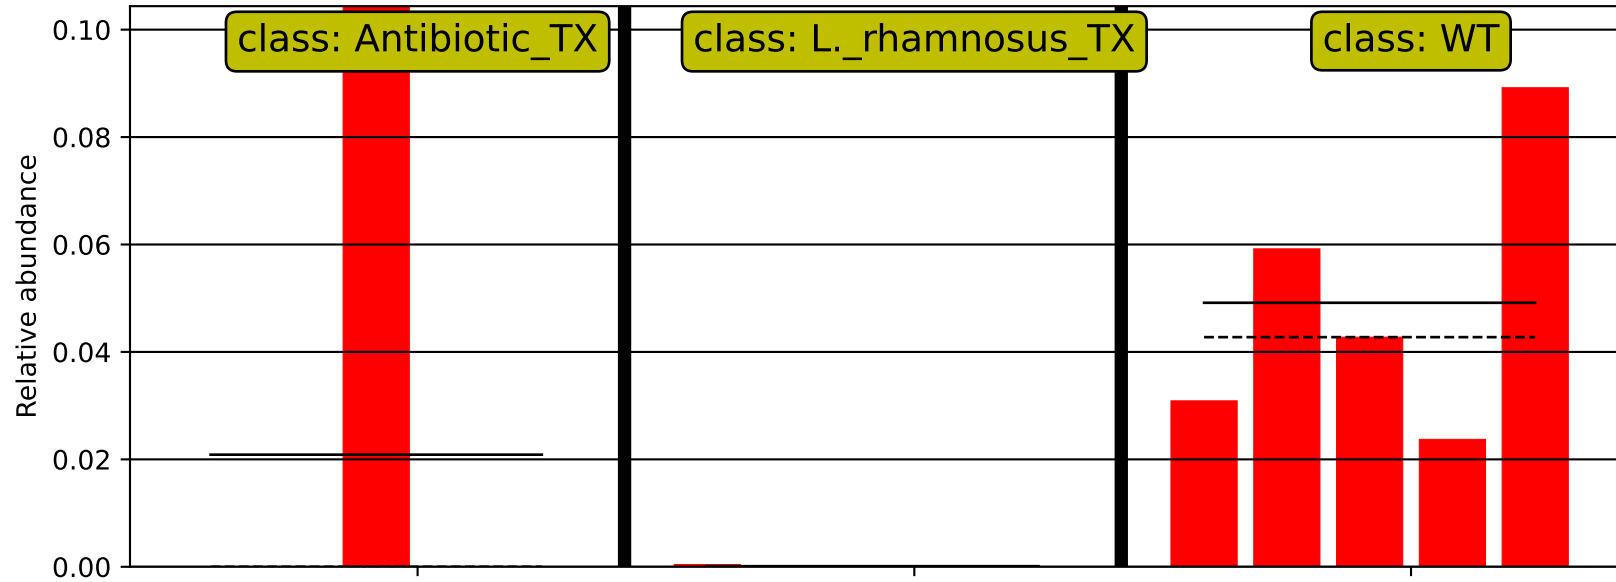 class: Antibiotic_TX
class: L._rhamnosus_TX
class: WT
0.10
0.08
0.06
0.04
0.02
0.00
Relative abundance